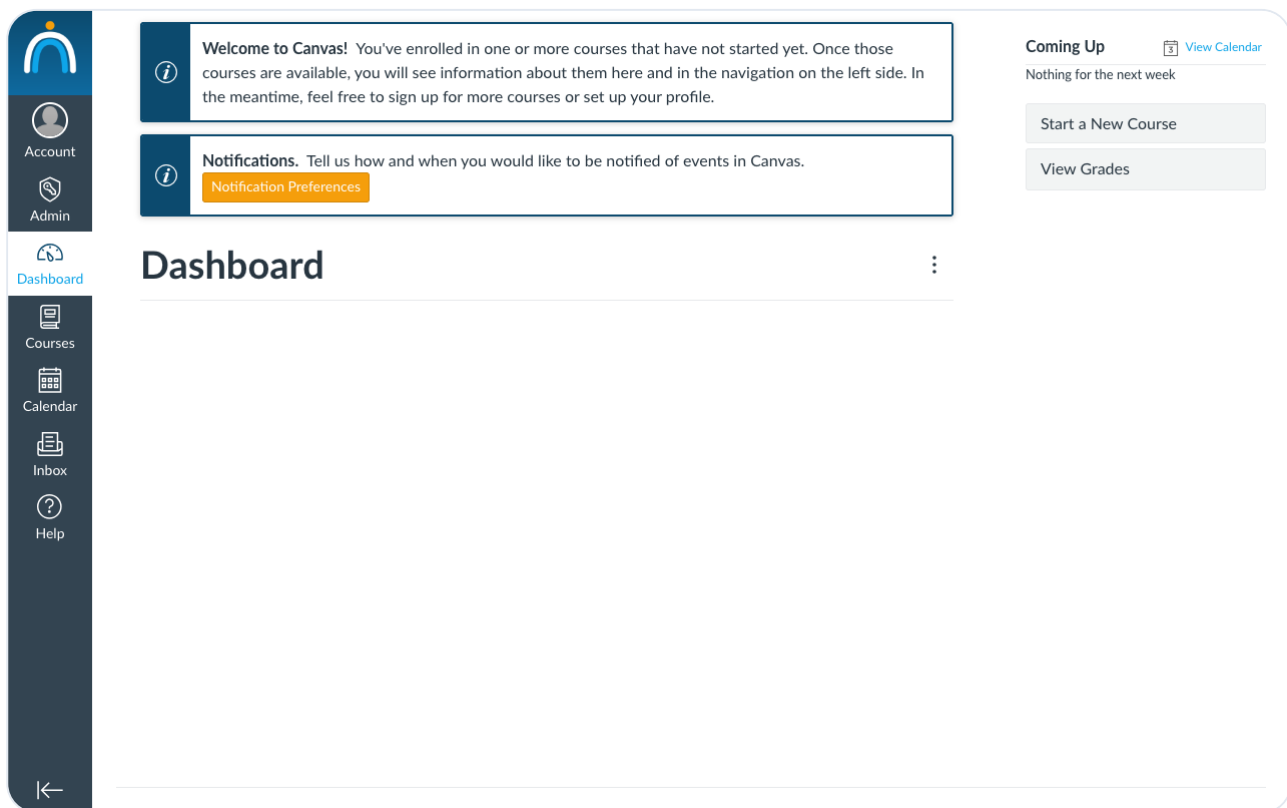 Account
Admin
Dashboard
Courses
Calendar
Inbox
Help
Welcome to Canvas! You've enrolled in one or more courses that have not started yet. Once those
courses are available, you will see information about them here and in the navigation on the left side. In
the meantime, feel free to sign up for more courses or set up your profile.
Notifications. Tell us how and when you would like to be notified of events in Canvas.
Notification Preferences
Dashboard
Coming Up
3 View Calendar
Nothing for the next week
Start a New Course
View Grades